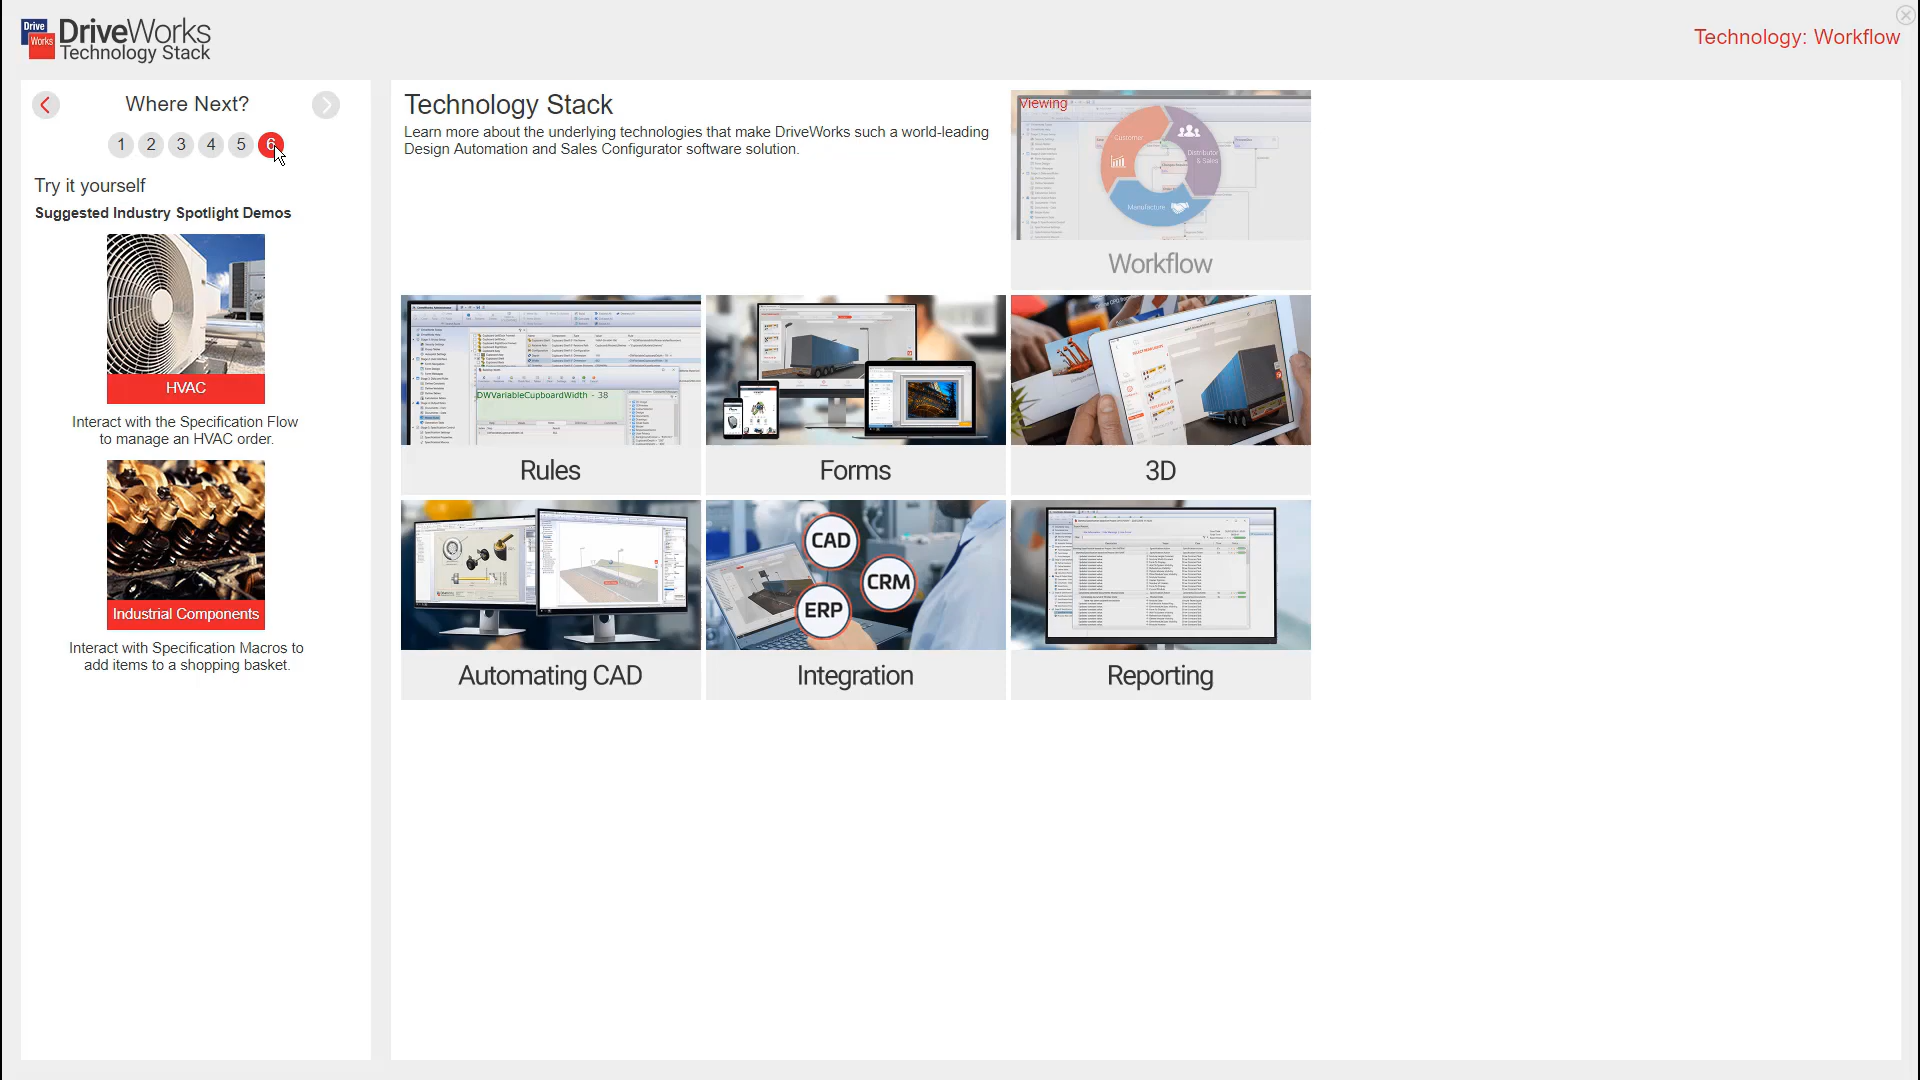 Drive
Works
DriveWorks
Technology Stack
Technology: Workflow
Where Next?
1 2 3 4 5 6
Try it yourself
Suggested Industry Spotlight Demos
HVAC
Interact with the Specification Flow
to manage an HVAC order.
Industrial Components
Interact with Specification Macros to
add items to a shopping basket.
Technology Stack
Learn more about the underlying technologies that make DriveWorks such a world-leading
Design Automation and Sales Configurator software solution.
Viewing
Customer
Distributor
& Sales
Manufacture
Workflow
DWVariableCupboardWidth - 38
Rules
Forms
3D
Automating CAD
CAD
CRM
ERP
Integration
Reporting